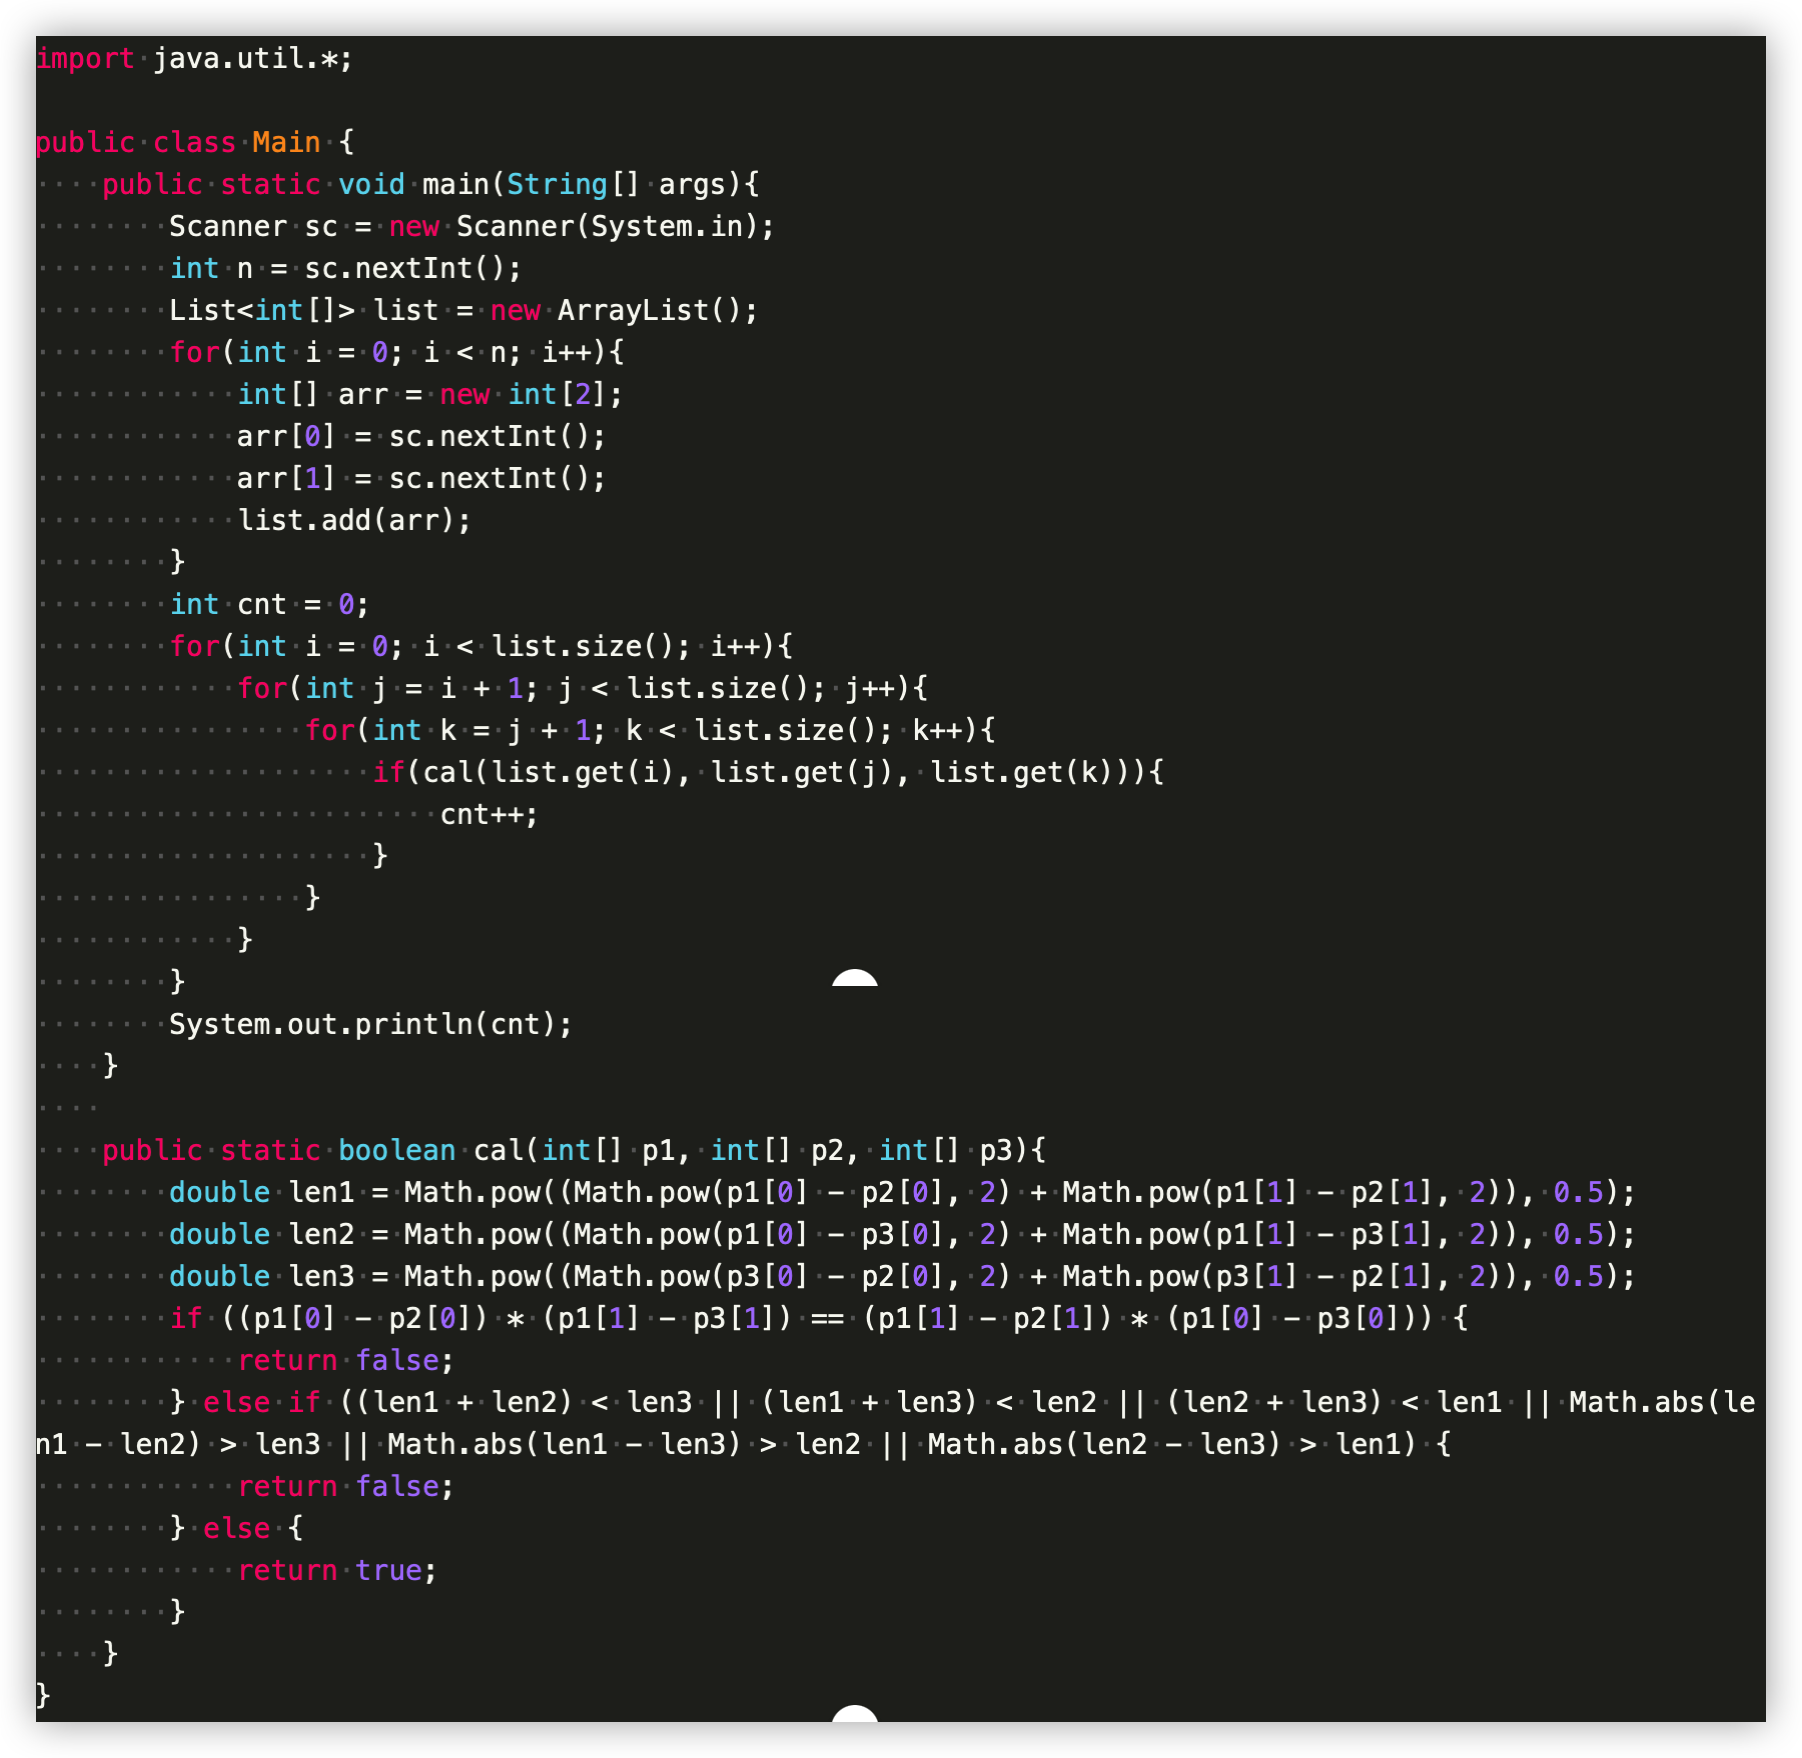 import java.util.*;

public class Main {
    public static void main(String[] args){
        Scanner sc = new Scanner(System.in);
        int n = sc.nextInt();
        List<int[]> list = new ArrayList();
        for(int i = 0; i < n; i++){
            int[] arr = new int[2];
            arr[0] = sc.nextInt();
            arr[1] = sc.nextInt();
            list.add(arr);
        }
        int cnt = 0;
        for(int i = 0; i < list.size(); i++){
            for(int j = i + 1; j < list.size(); j++){
                for(int k = j + 1; k < list.size(); k++){
                    if(cal(list.get(i), list.get(j), list.get(k))){
                        cnt++;
                    }
                }
            }
        }
        System.out.println(cnt);
    }
    
    public static boolean cal(int[] p1, int[] p2, int[] p3){
        double len1 = Math.pow((Math.pow(p1[0] - p2[0], 2) + Math.pow(p1[1] - p2[1], 2)), 0.5);
        double len2 = Math.pow((Math.pow(p1[0] - p3[0], 2) + Math.pow(p1[1] - p3[1], 2)), 0.5);
        double len3 = Math.pow((Math.pow(p3[0] - p2[0], 2) + Math.pow(p3[1] - p2[1], 2)), 0.5);
        if ((p1[0] - p2[0]) * (p1[1] - p3[1]) == (p1[1] - p2[1]) * (p1[0] - p3[0])) {
            return false;
        } else if ((len1 + len2) < len3 || (len1 + len3) < len2 || (len2 + len3) < len1 || Math.abs(le
n1 - len2) > len3 || Math.abs(len1 - len3) > len2 || Math.abs(len2 - len3) > len1) {
            return false;
        } else {
            return true;
        }
    }
}